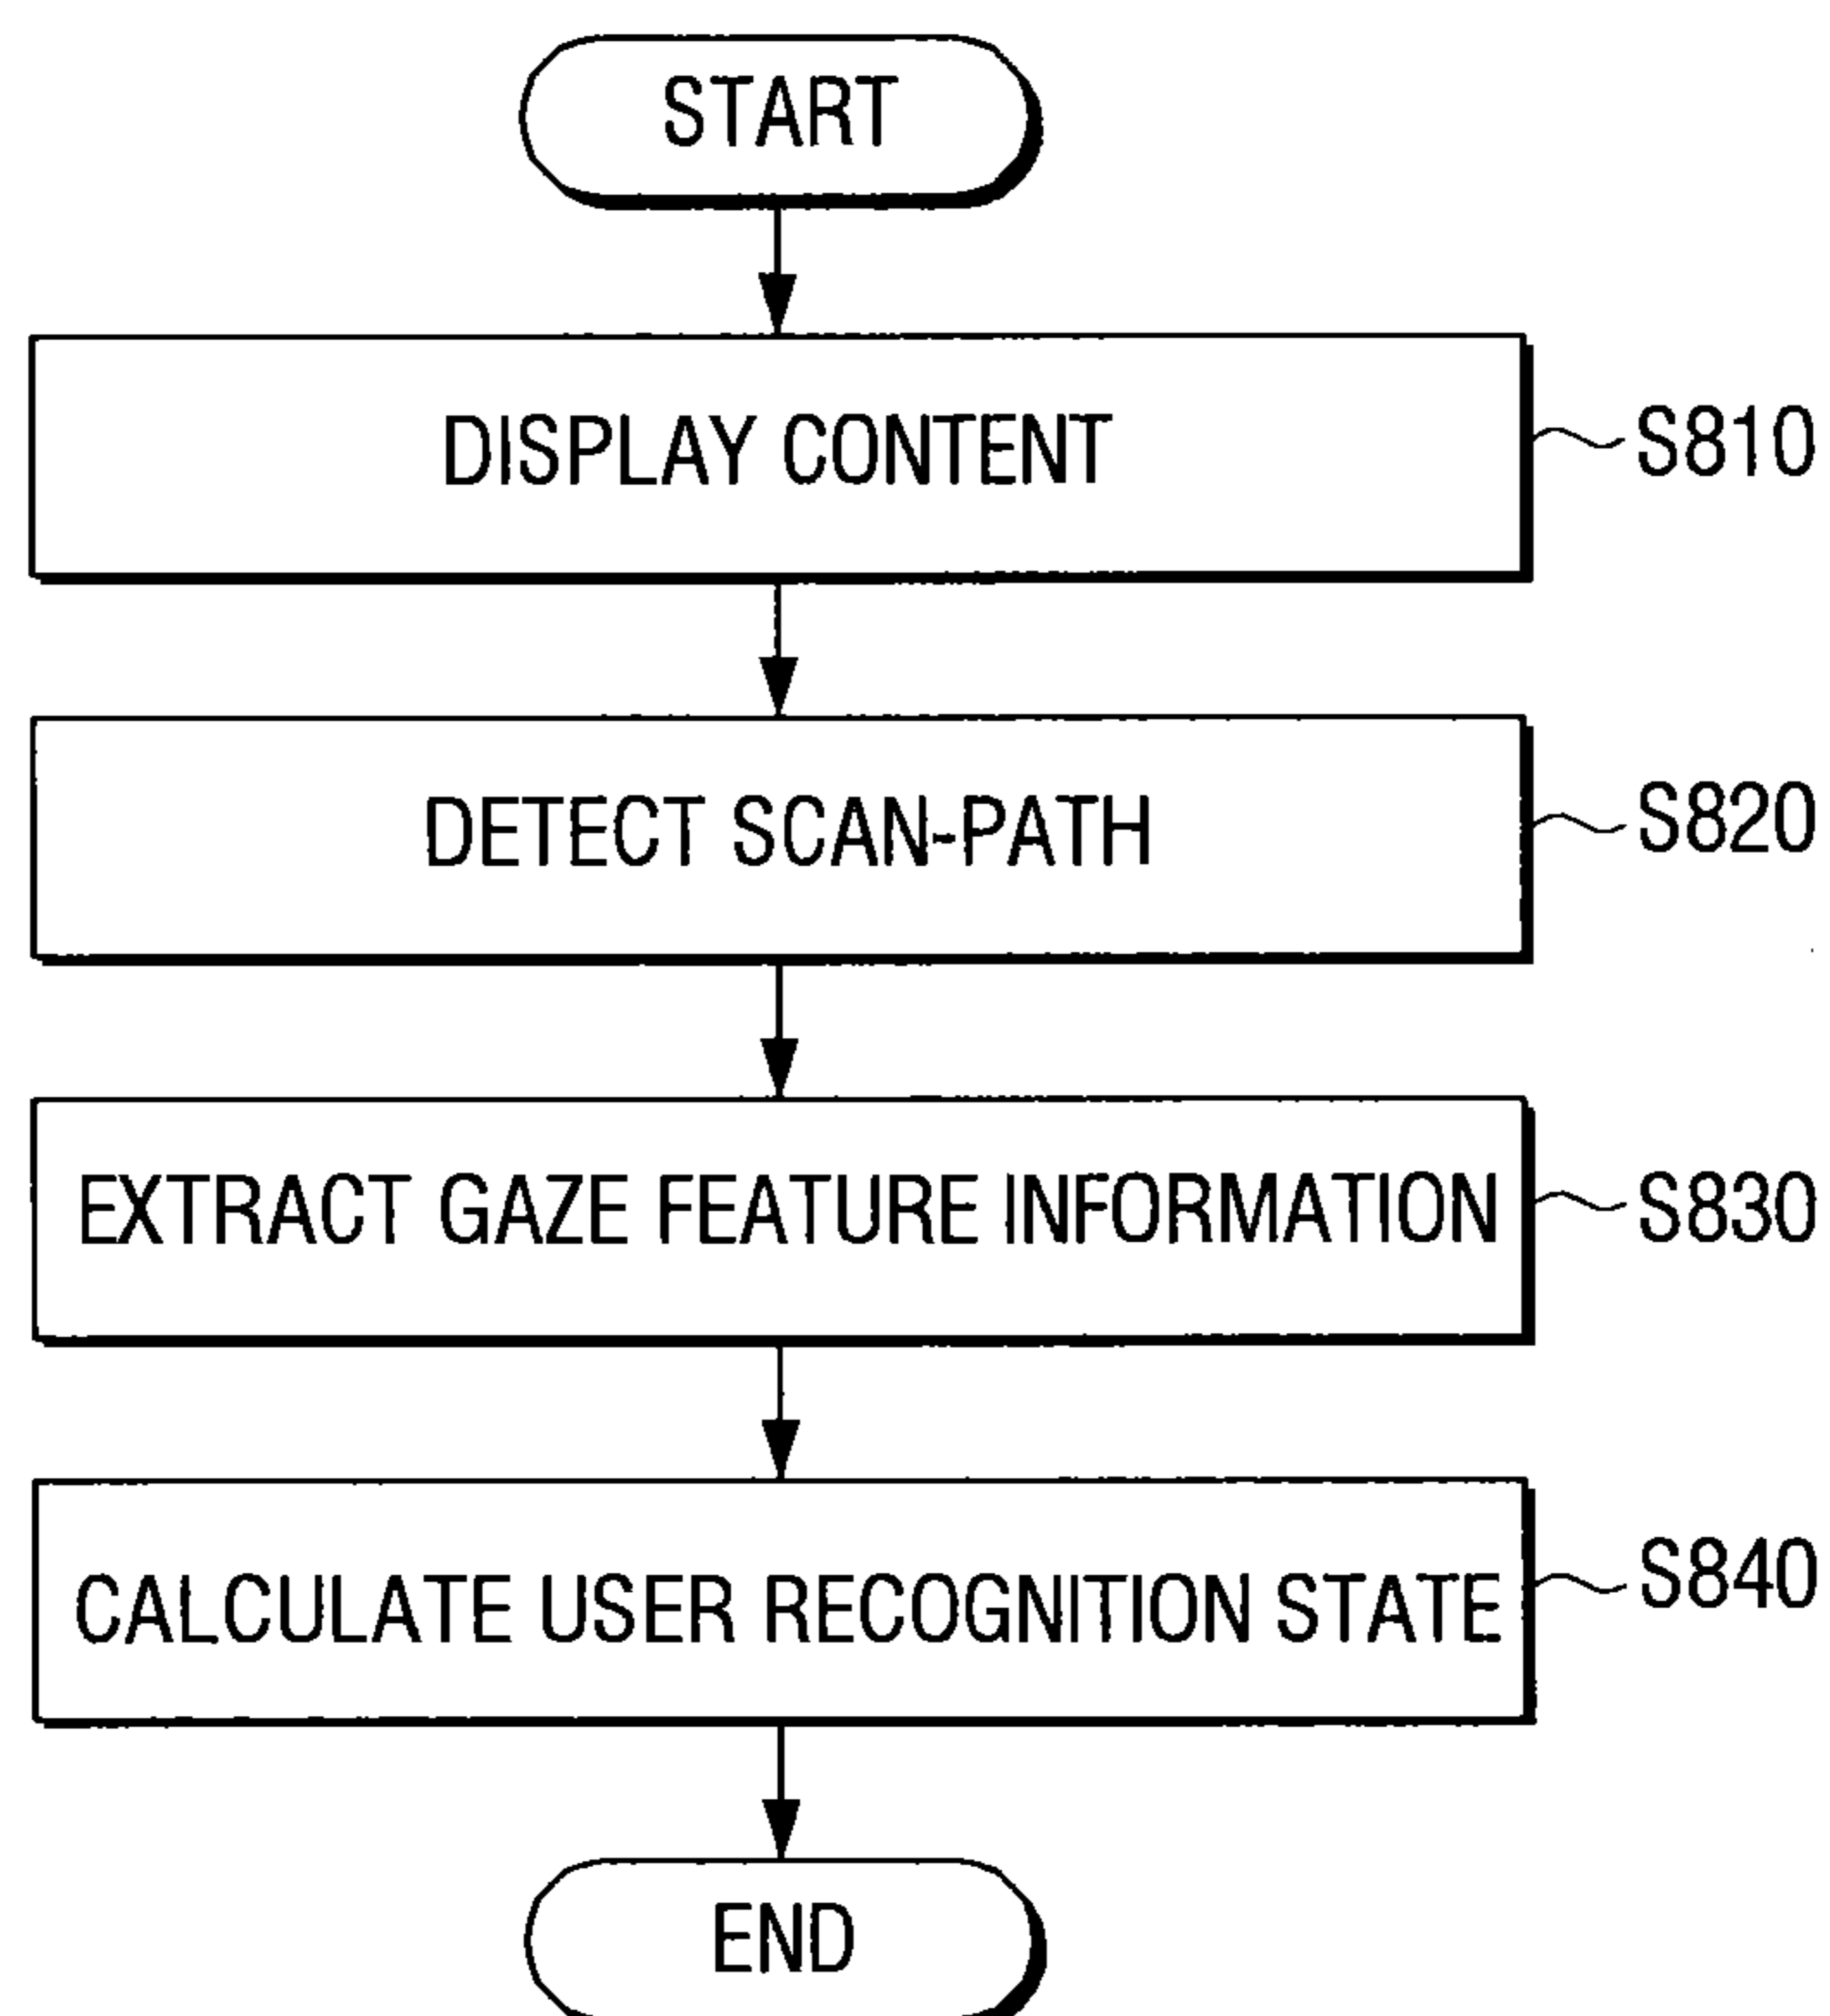 START
DISPLAY CONTENT
S810
DETECT SCAN-PATH
S820
EXTRACT GAZE FEATURE INFORMATION
S830
CALCULATE USER RECOGNITION STATE
S840
END